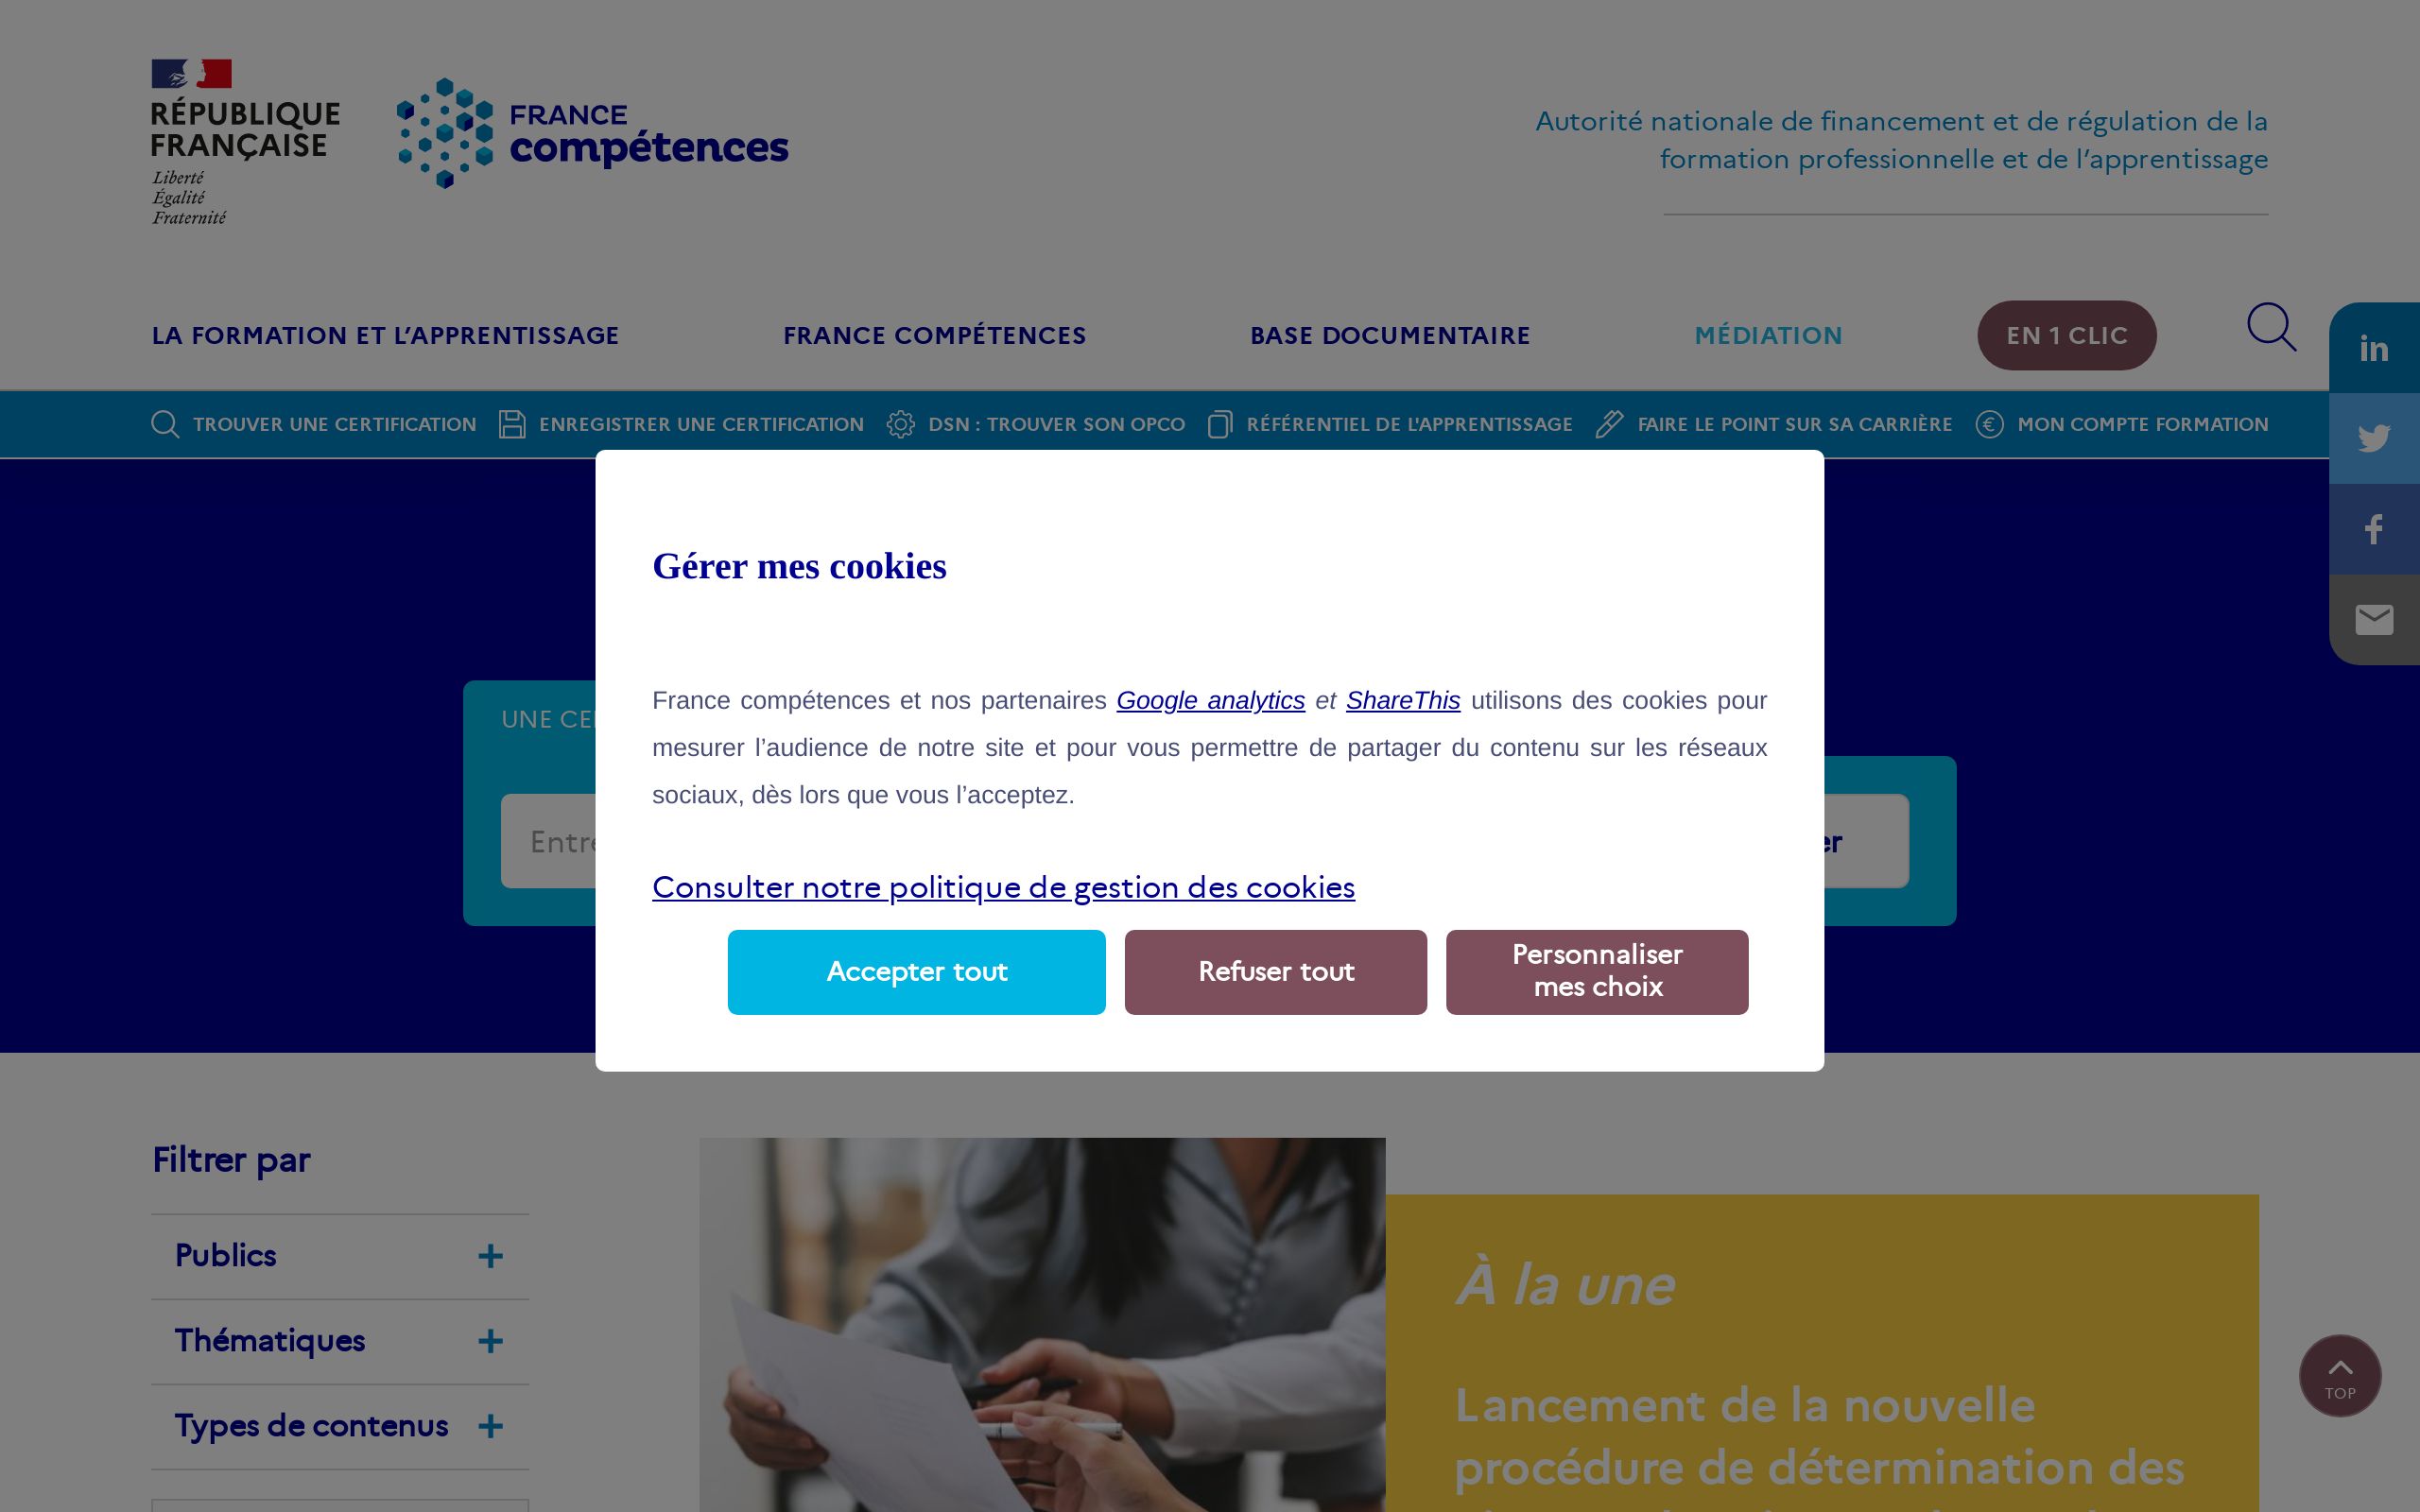 RÉPUBLIQUE
FRANÇAISE
Liberté
Égalité
Fraternité
FRANCE
compétences
Autorité nationale de financement et de régulation de la
formation professionnelle et de l’apprentissage
LA FORMATION ET L’APPRENTISSAGE FRANCE COMPÉTENCES BASE DOCUMENTAIRE MÉDIATION EN 1 CLIC
in
TROUVER UNE CERTIFICATION ENREGISTRER UNE CERTIFICATION DSN : TROUVER SON OPCO RÉFÉRENTIEL DE L'APPRENTISSAGE FAIRE LE POINT SUR SA CARRIÈRE MON COMPTE FORMATION
Gérer mes cookies
France compétences et nos partenaires Google analytics et ShareThis utilisons des cookies pour
mesurer l’audience de notre site et pour vous permettre de partager du contenu sur les réseaux
sociaux, dès lors que vous l’acceptez.
Consulter notre politique de gestion des cookies
Accepter tout
Refuser tout
Personnaliser
mes choix
UNE
Filtrer par
Publics +
Thématiques +
Types de contenus +
À la une
Lancement de la nouvelle
procédure de détermination des
TOP